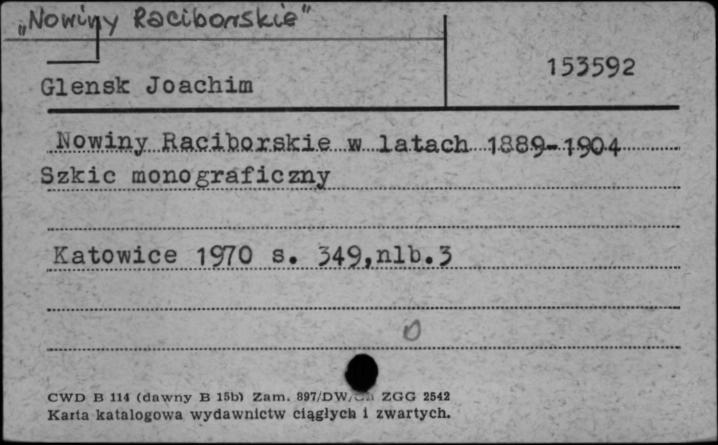 „Nowiny Raciborskie"
153592
Glensk Joachim
Nowiny Raciborskie w latach 1889-1904
Szkic monograficzny
Katowice 1970 s. 349,nlb.3
0
CWD B 114 (dawny B 15b) Zam. 897/DW/ ZGG 2542
Karta katalogowa wydawnictw ciągłych i zwartych.